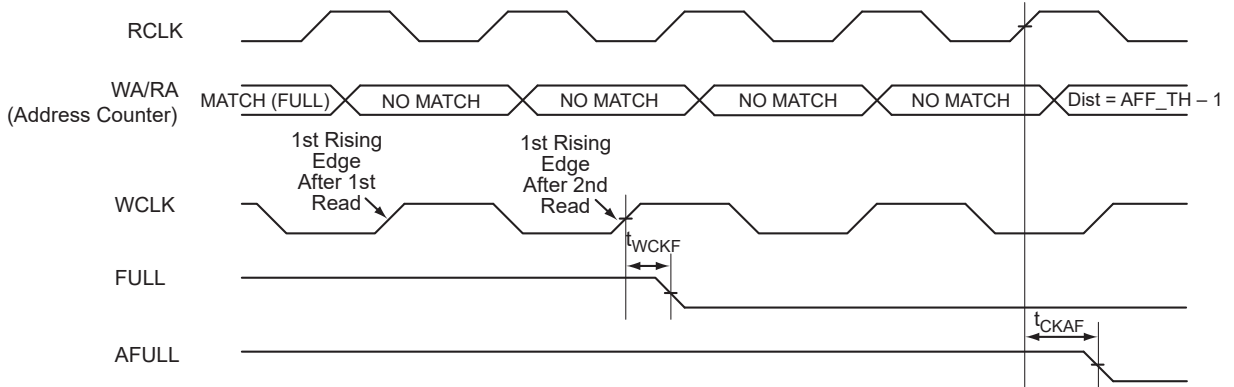 RCLK
WA/RA
(Address Counter)
MATCH (FULL)
NO MATCH
NO MATCH
NO MATCH
NO MATCH
Dist = AFF_TH – 1
1st Rising
Edge
After 1st
Read
1st Rising
Edge
After 2nd
Read
WCLK
tWCKF
FULL
tCKAF
AFULL